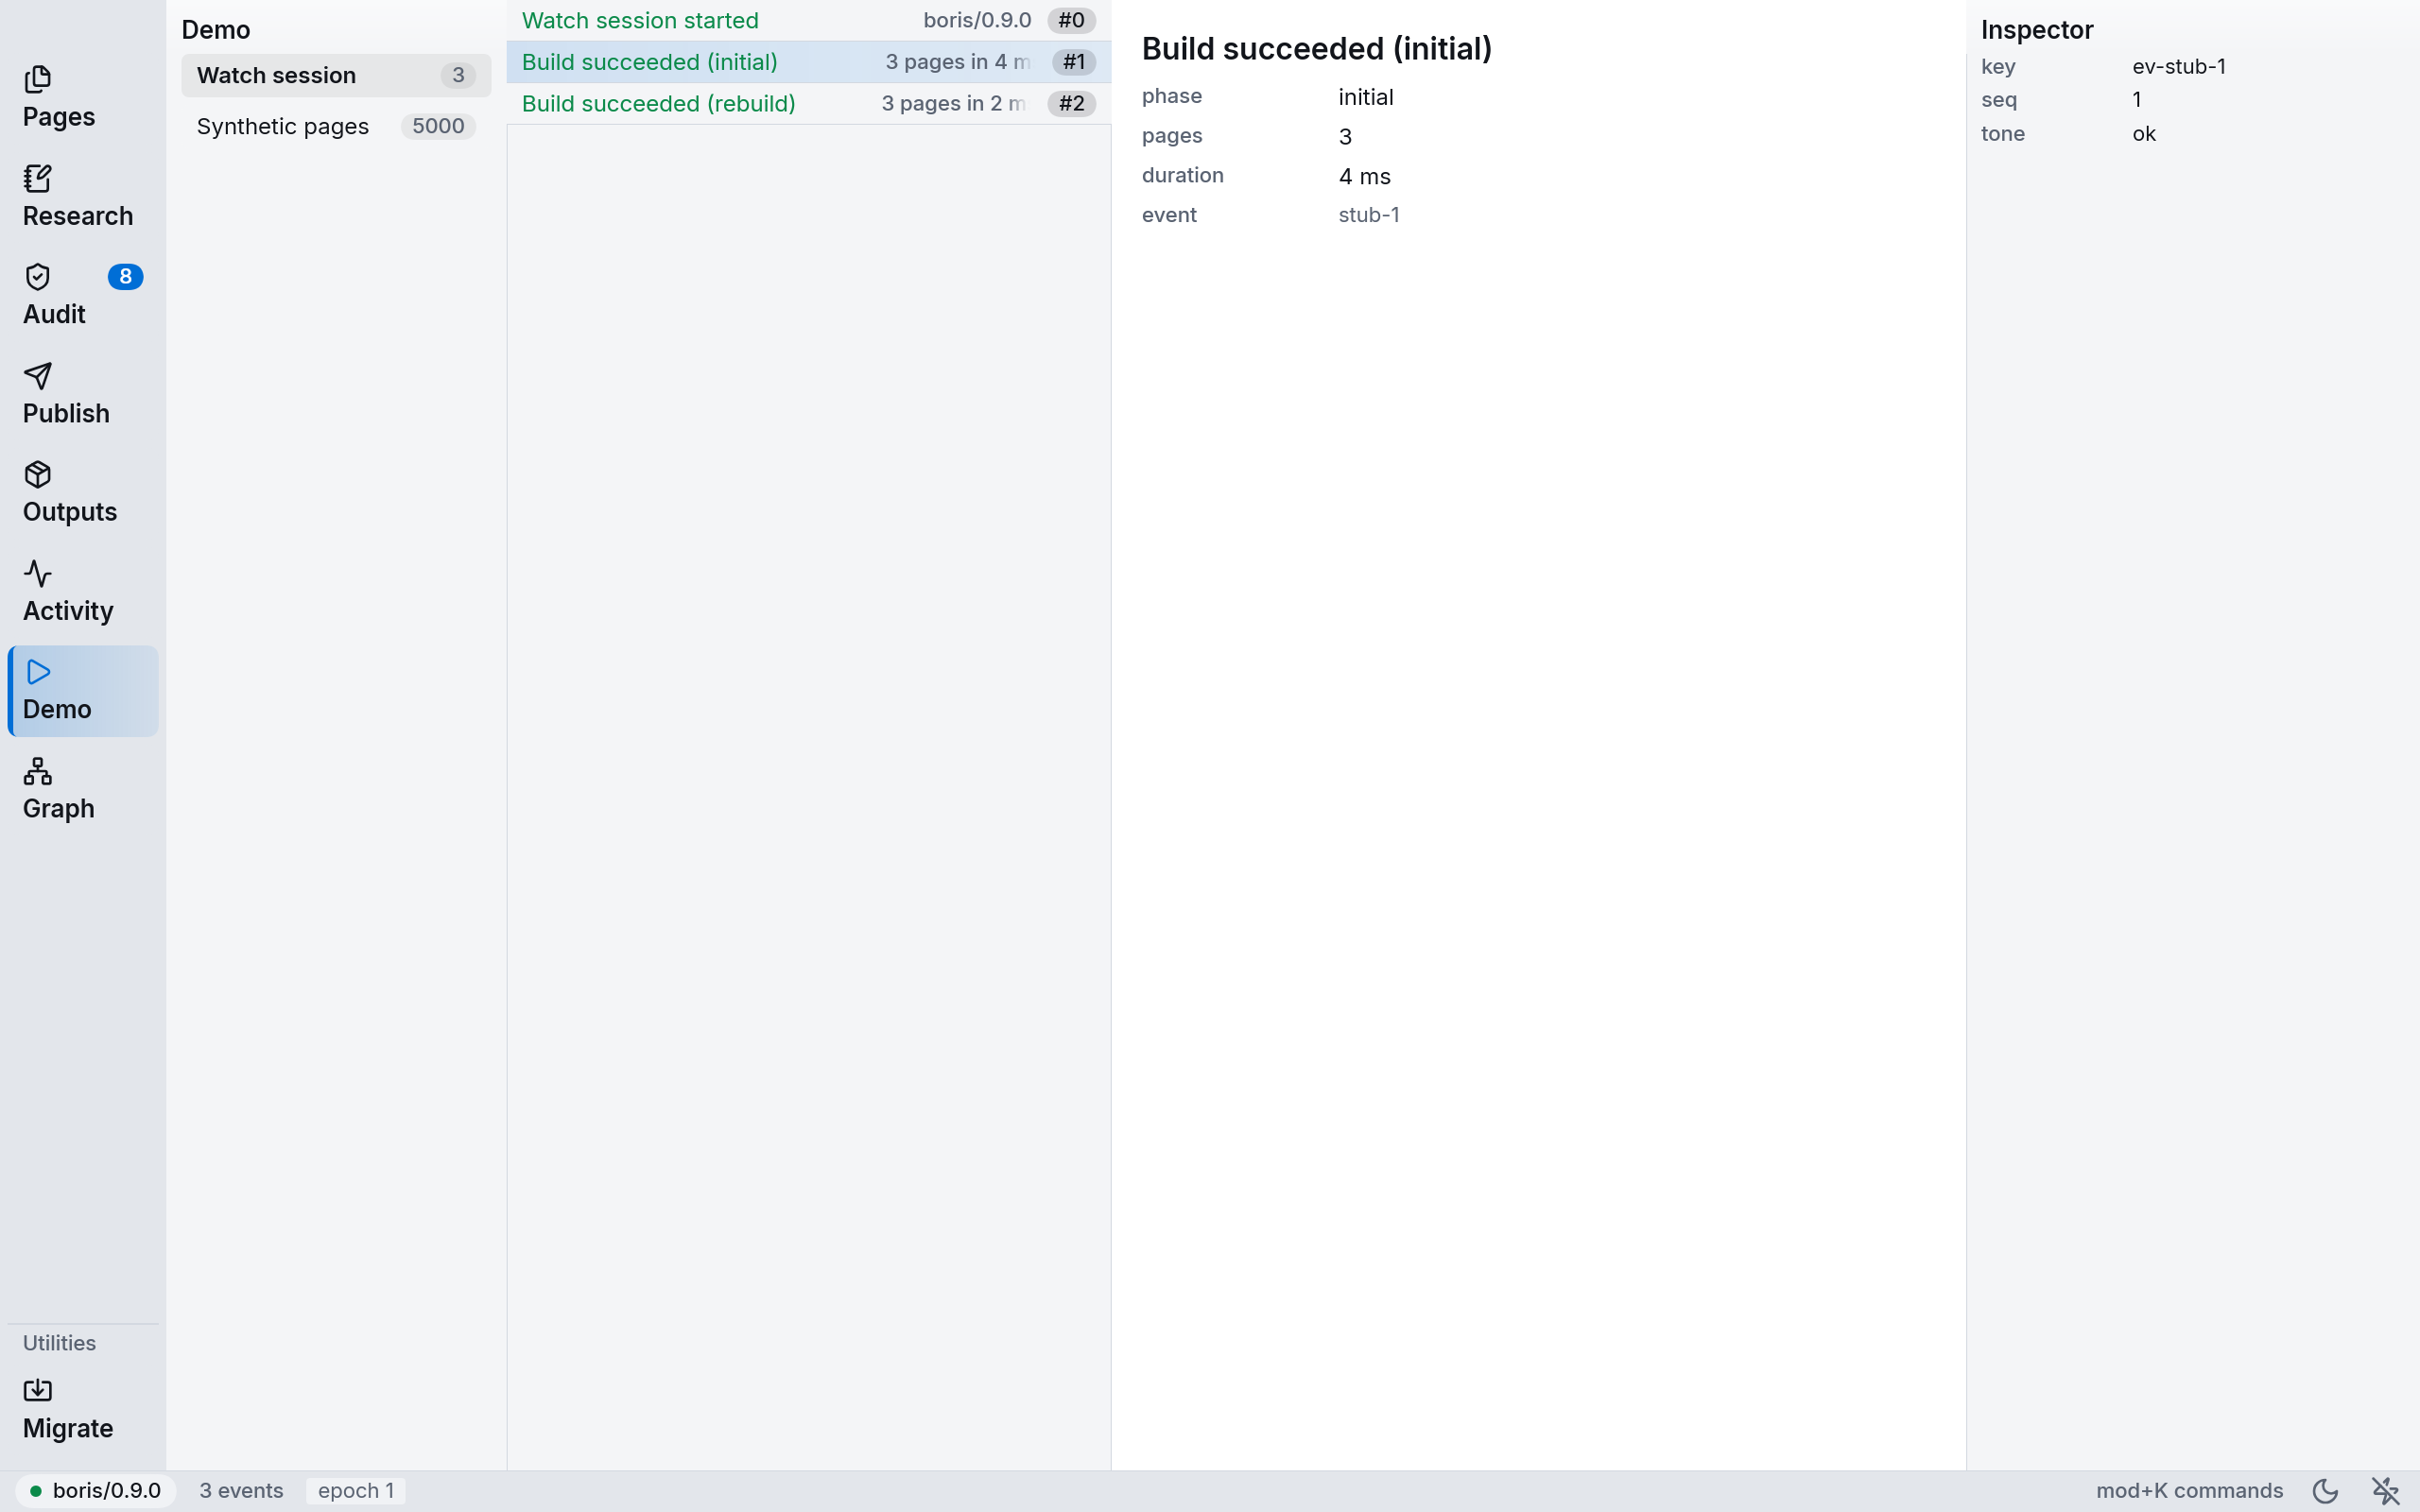 Pages
Research
8
Audit
Publish
Outputs
Activity
Demo
Graph
Utilities
Migrate
Demo
Watch session 3
Synthetic pages 5000
Watch session started boris/0.9.0 #0
Build succeeded (initial) 3 pages in 4 m #1
Build succeeded (rebuild) 3 pages in 2 m #2
Build succeeded (initial)
phase initial
pages 3
duration 4 ms
event stub-1
Inspector
key ev-stub-1
seq 1
tone ok
boris/0.9.0 3 events epoch 1 mod+K commands